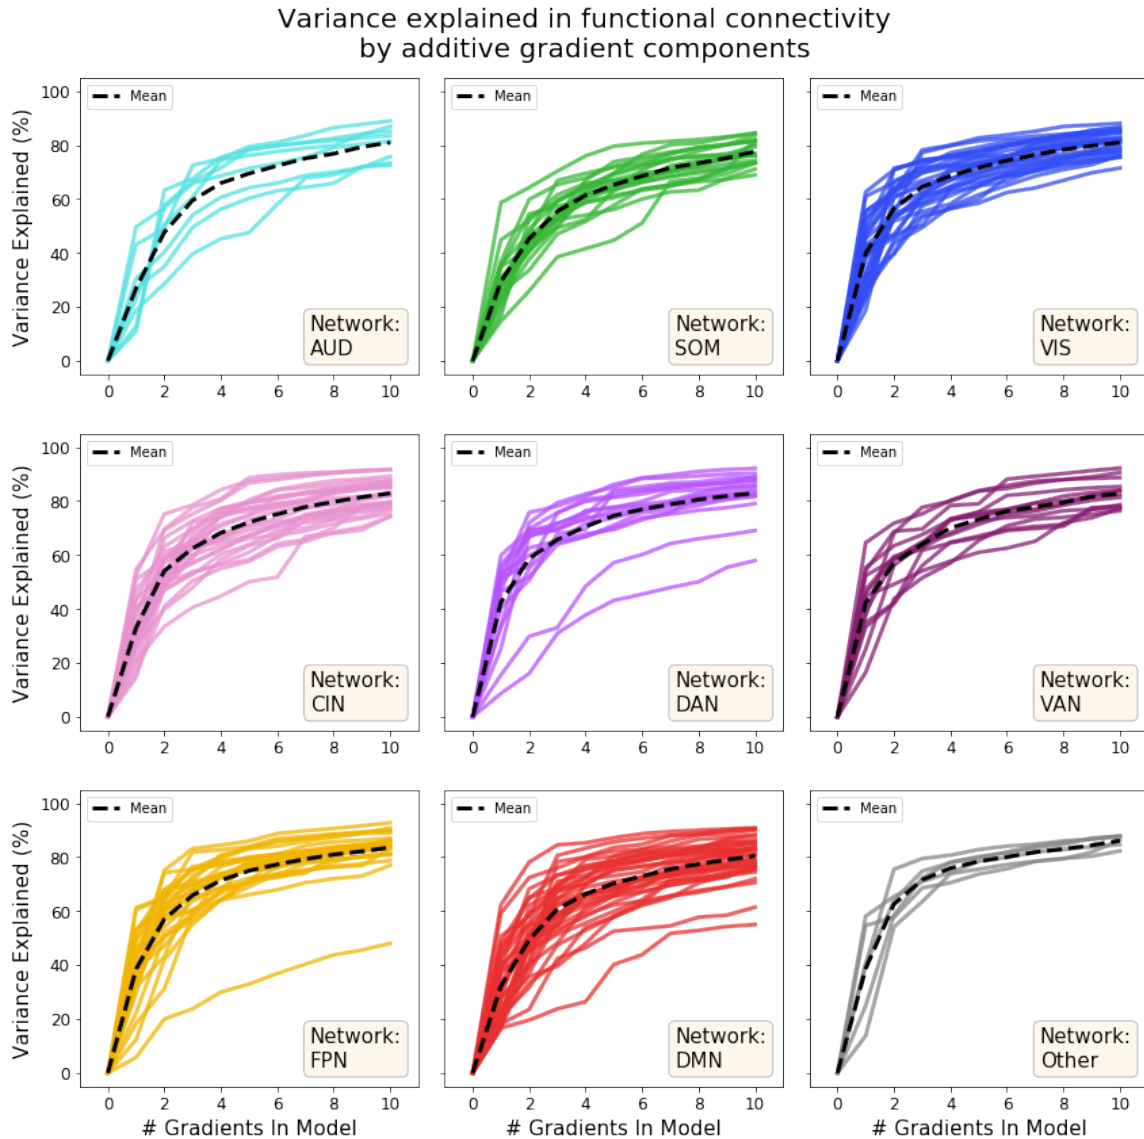 Variance explained in functional connectivity
by additive gradient components
Variance Explained (%)
100
80
60
40
20
0
Mean
Network:
AUD
0 2 4 6 8 10
Mean
Network:
SOM
0 2 4 6 8 10
Mean
Network:
VIS
0 2 4 6 8 10
Variance Explained (%)
100
80
60
40
20
0
Mean
Network:
CIN
0 2 4 6 8 10
Mean
Network:
DAN
0 2 4 6 8 10
Mean
Network:
VAN
0 2 4 6 8 10
Variance Explained (%)
100
80
60
40
20
0
Mean
Network:
FPN
0 2 4 6 8 10
# Gradients In Model
Mean
Network:
DMN
0 2 4 6 8 10
# Gradients In Model
Mean
Network:
Other
0 2 4 6 8 10
# Gradients In Model